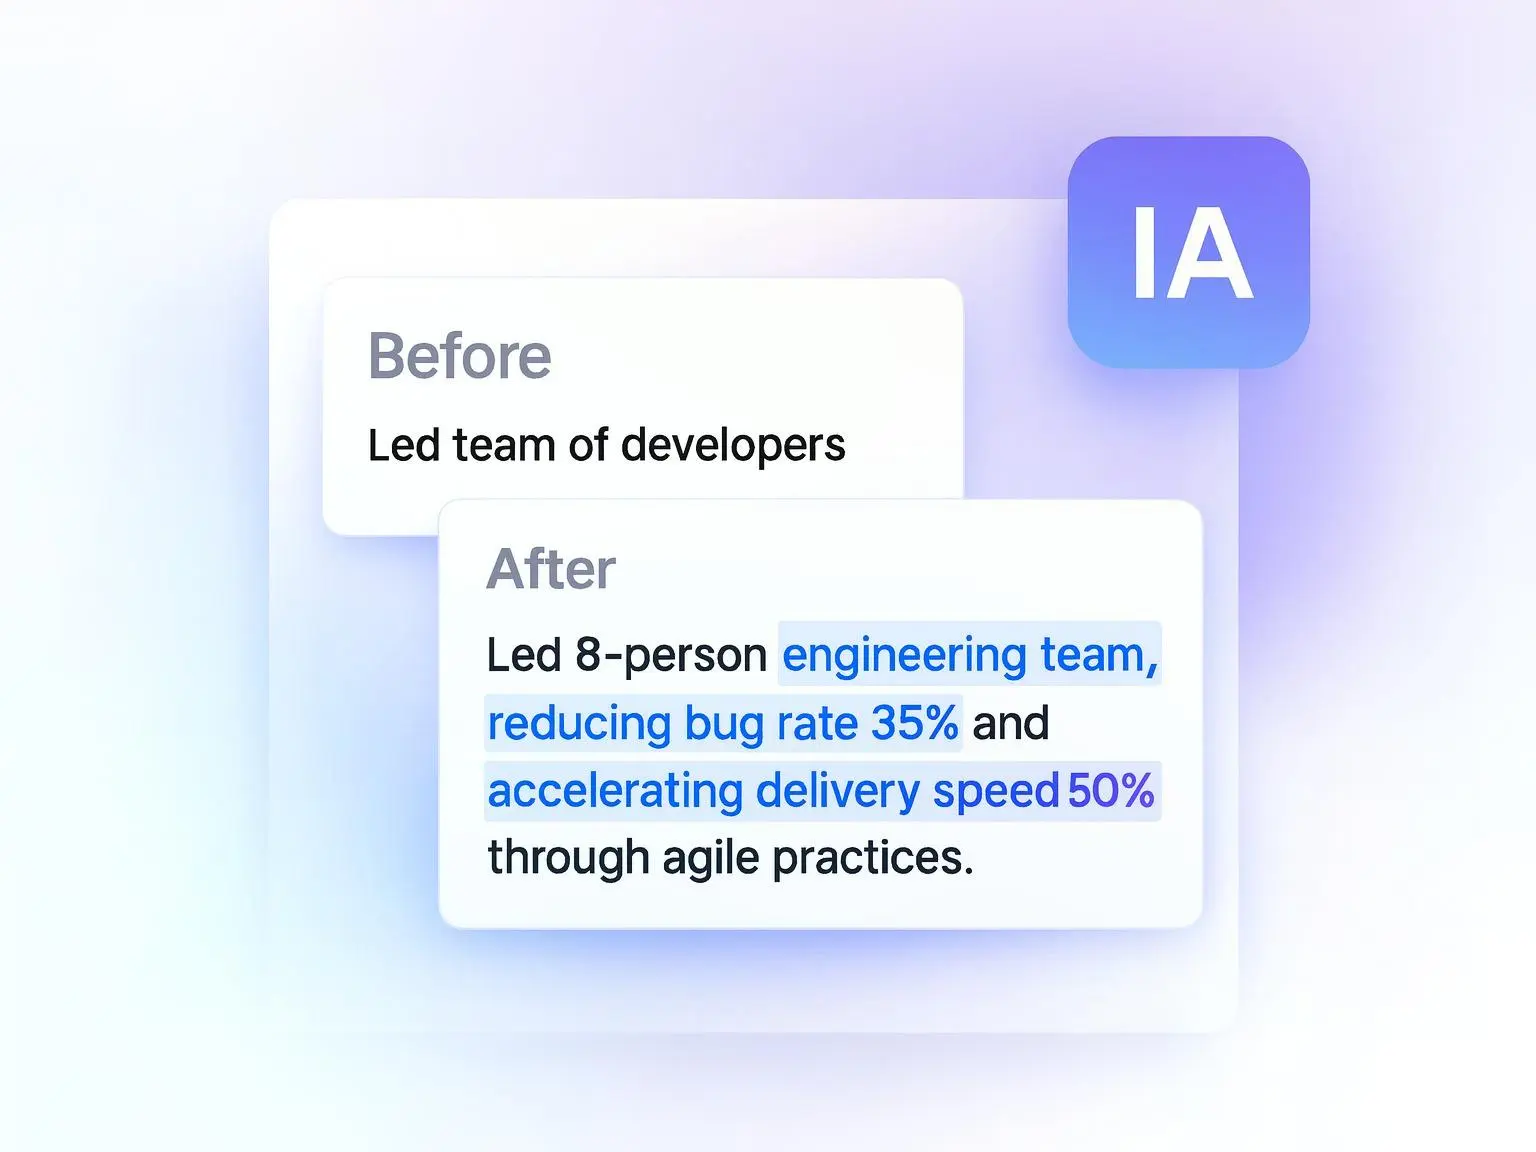 IA
Before
Led team of developers
After
Led 8-person engineering team,
reducing bug rate 35% and
accelerating delivery speed 50%
through agile practices.